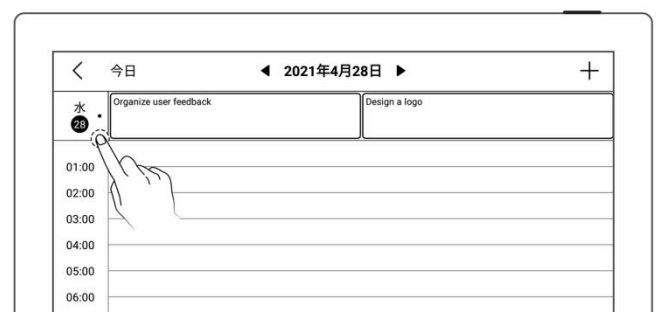 今日
2021年4月28日
水
28
Organize user feedback
Design a logo
01:00
02:00
03:00
04:00
05:00
06:00